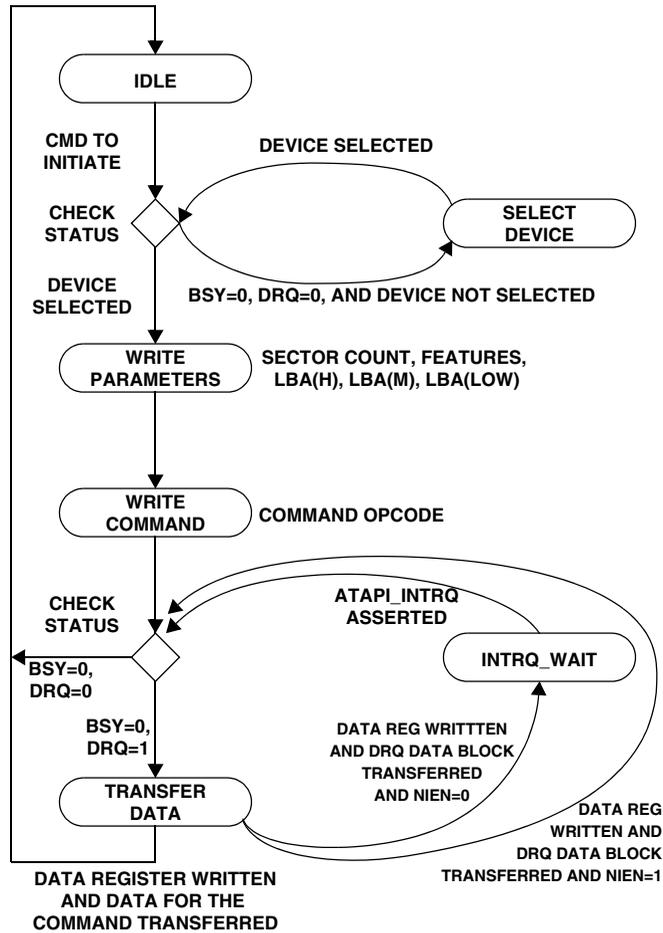 IDLE
CMD TO
INITIATE
DEVICE SELECTED
CHECK
STATUS
SELECT
DEVICE
DEVICE
SELECTED
BSY=0, DRQ=0, AND DEVICE NOT SELECTED
WRITE
PARAMETERS
SECTOR COUNT, FEATURES,
LBA(H), LBA(M), LBA(LOW)
WRITE
COMMAND
COMMAND OPCODE
CHECK
STATUS
ATAPI_INTRQ
ASSERTED
INTRQ_WAIT
BSY=0,
DRQ=0
BSY=0,
DRQ=1
DATA REG WRITTTEN
AND DRQ DATA BLOCK
TRANSFERRED
AND NIEN=0
TRANSFER
DATA
DATA REG
WRITTEN AND
DRQ DATA BLOCK
TRANSFERRED AND NIEN=1
DATA REGISTER WRITTEN
AND DATA FOR THE
COMMAND TRANSFERRED